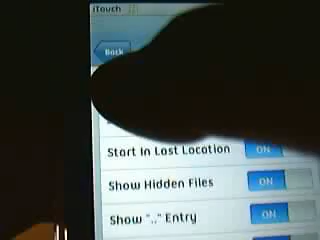 iTouch
Back
Start In Last Location ON
Show Hidden Files ON
Show ".." Entry ON